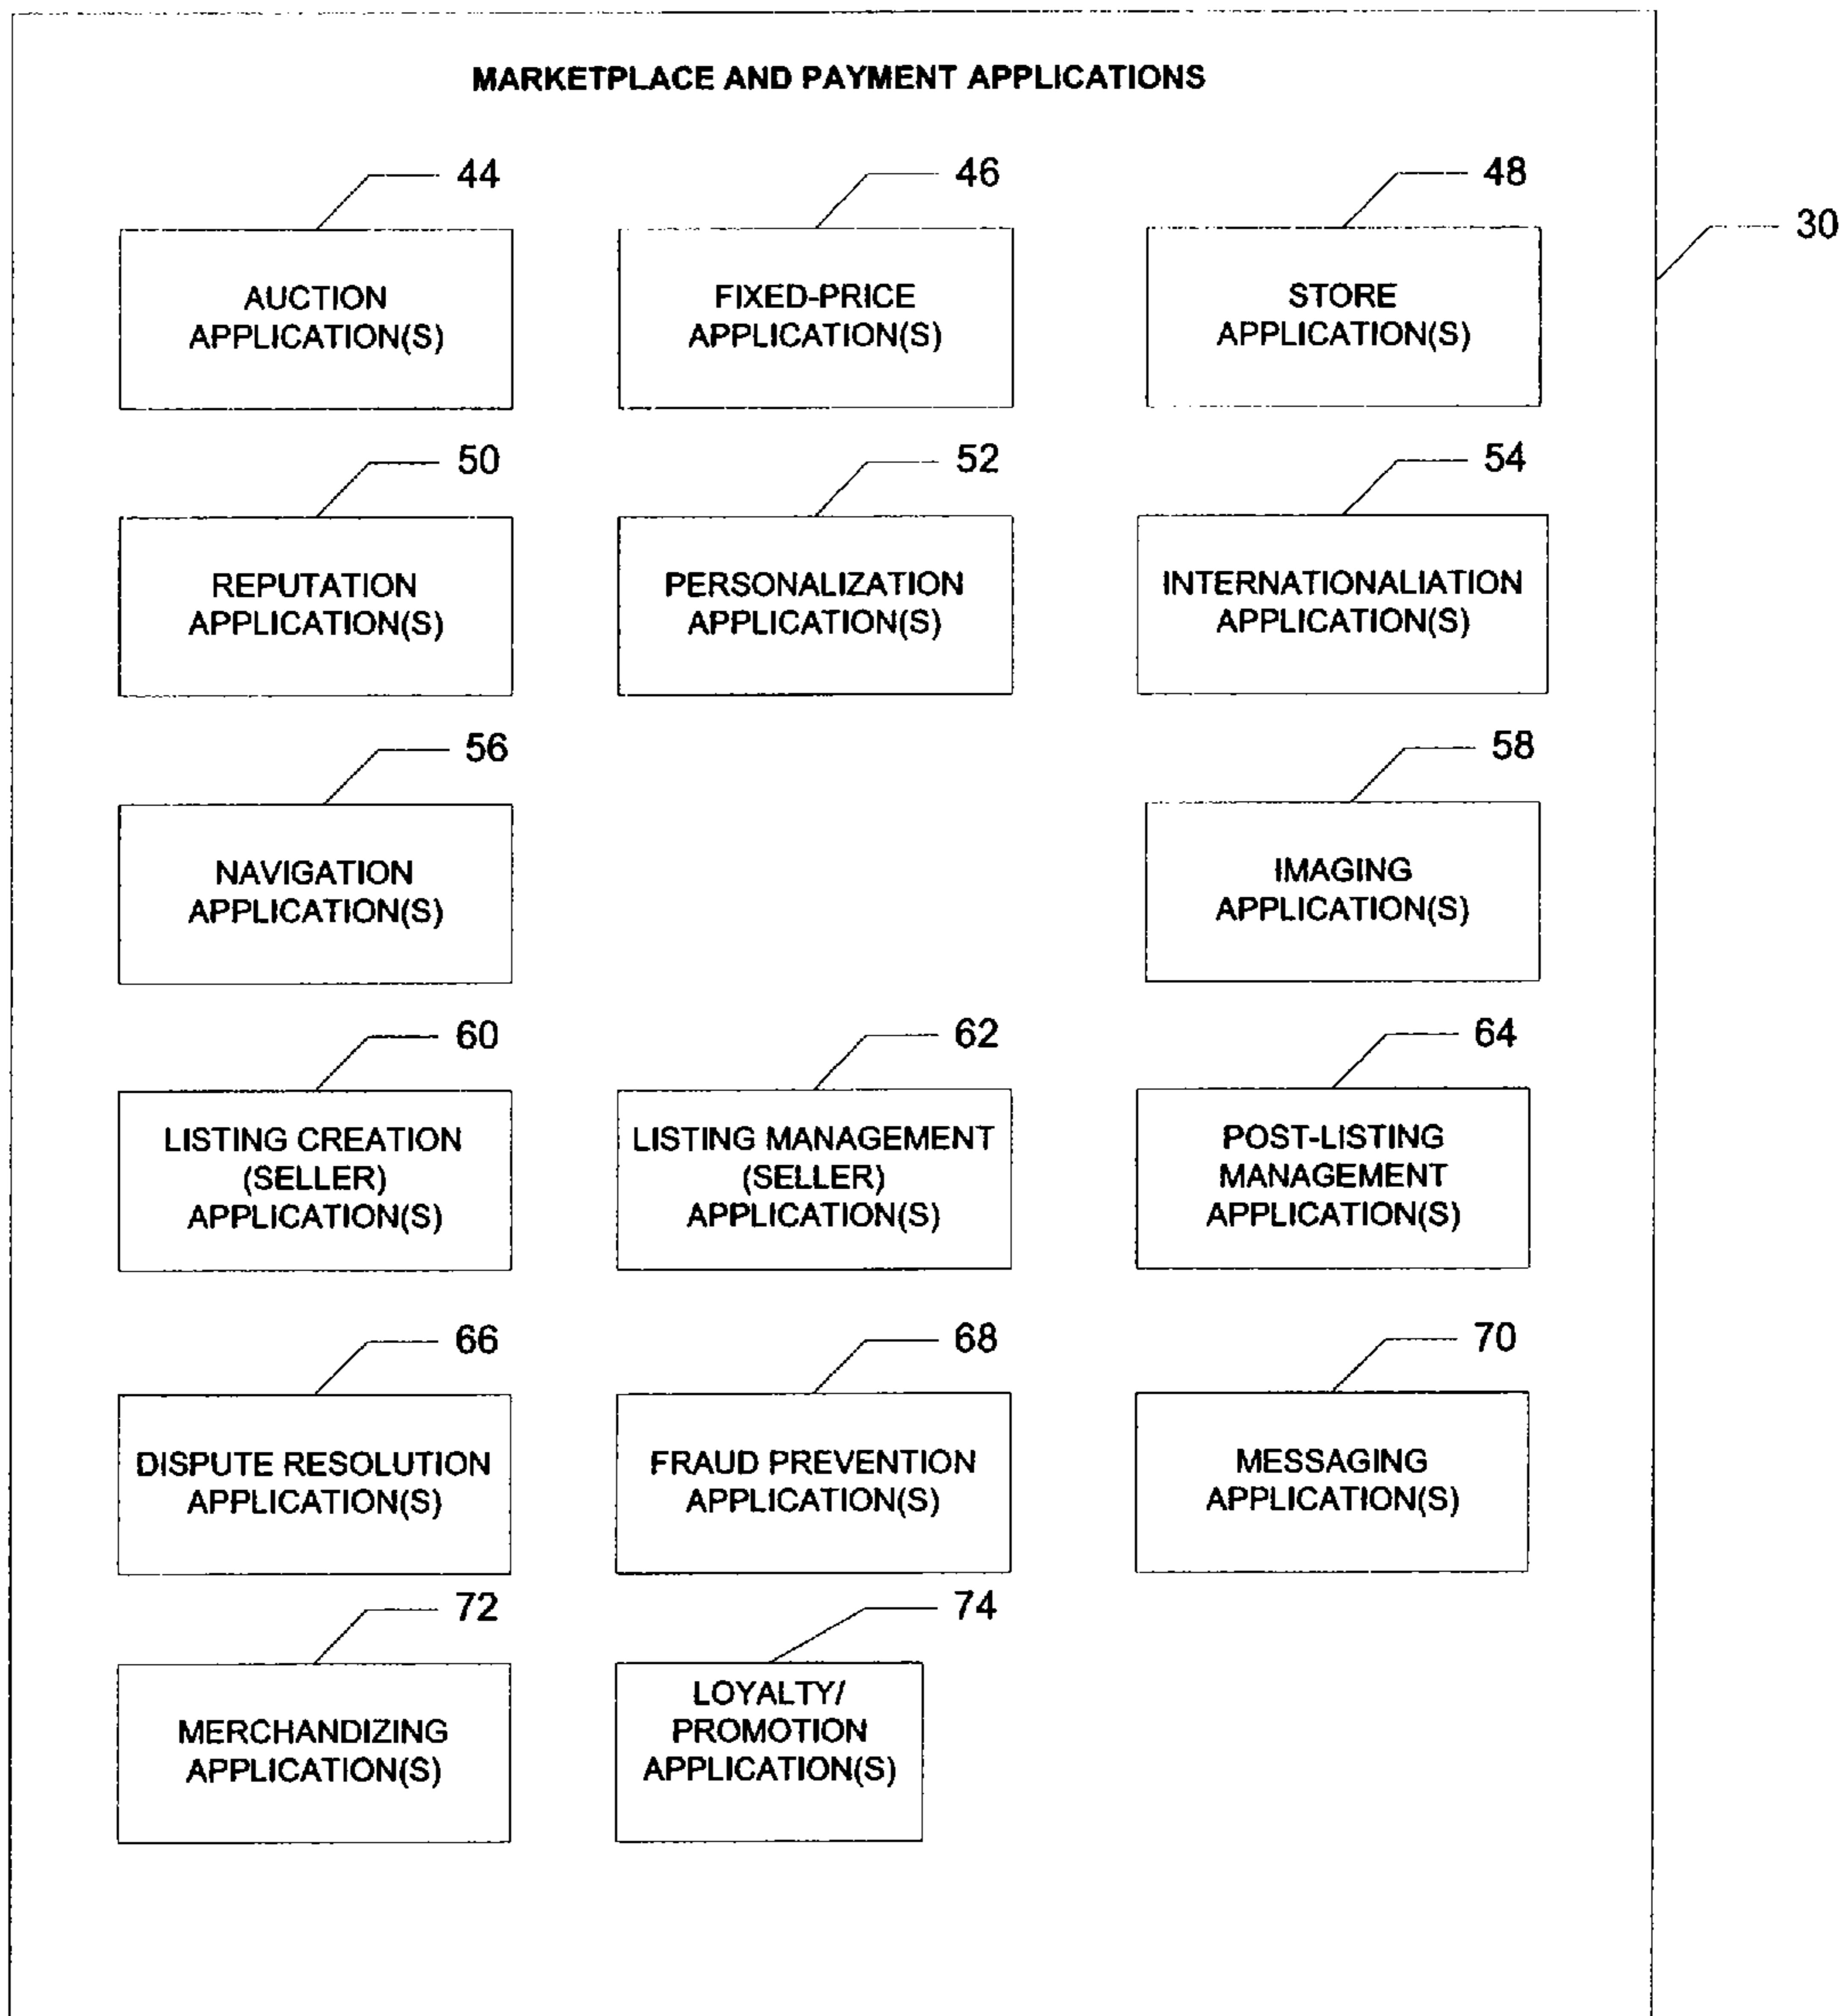 MARKETPLACE AND PAYMENT APPLICATIONS
44
46
48
30
AUCTION
APPLICATION(S)
FIXED-PRICE
APPLICATION(S)
STORE
APPLICATION(S)
50
52
54
REPUTATION
APPLICATION(S)
PERSONALIZATION
APPLICATION(S)
INTERNATIONALIATION
APPLICATION(S)
56
58
NAVIGATION
APPLICATION(S)
IMAGING
APPLICATION(S)
60
62
64
LISTING CREATION
(SELLER)
APPLICATION(S)
LISTING MANAGEMENT
(SELLER)
APPLICATION(S)
POST-LISTING
MANAGEMENT
APPLICATION(S)
66
68
70
DISPUTE RESOLUTION
APPLICATION(S)
FRAUD PREVENTION
APPLICATION(S)
MESSAGING
APPLICATION(S)
72
74
MERCHANDIZING
APPLICATION(S)
LOYALTY/
PROMOTION
APPLICATION(S)